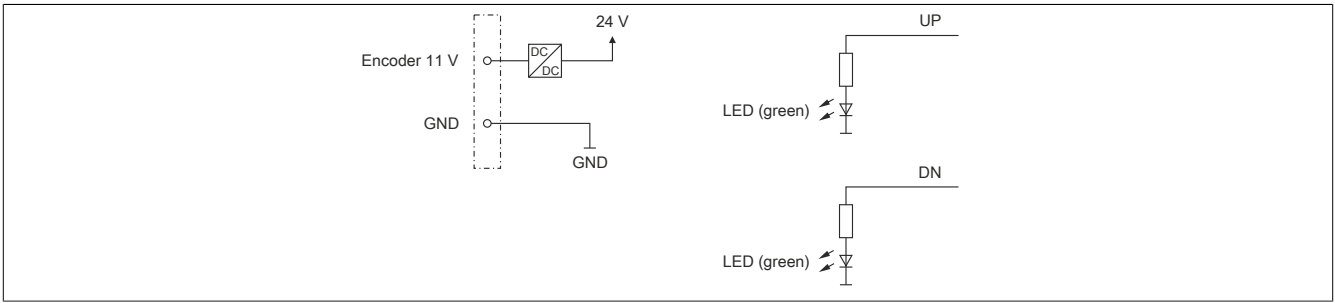 24 V
UP
DC
DC
Encoder 11 V
LED (green)
GND
GND
DN
LED (green)